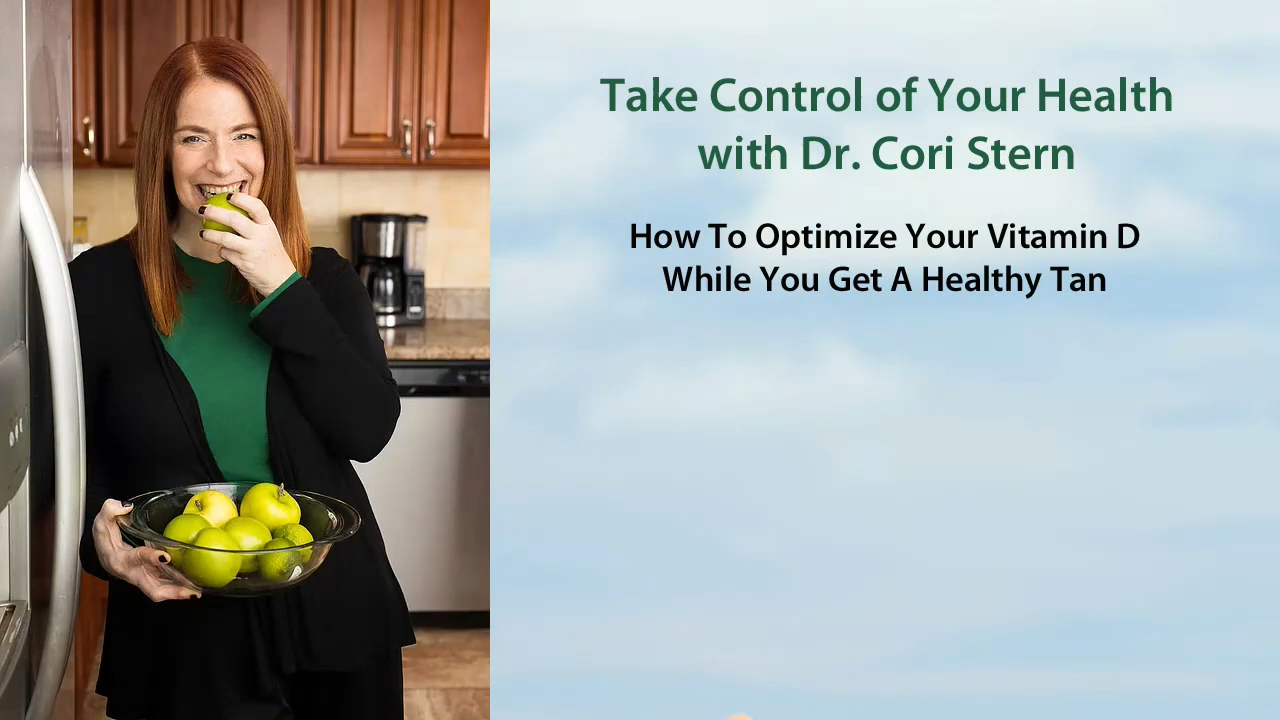 Take Control of Your Health
with Dr. Cori Stern
How To Optimize Your Vitamin D
While You Get A Healthy Tan